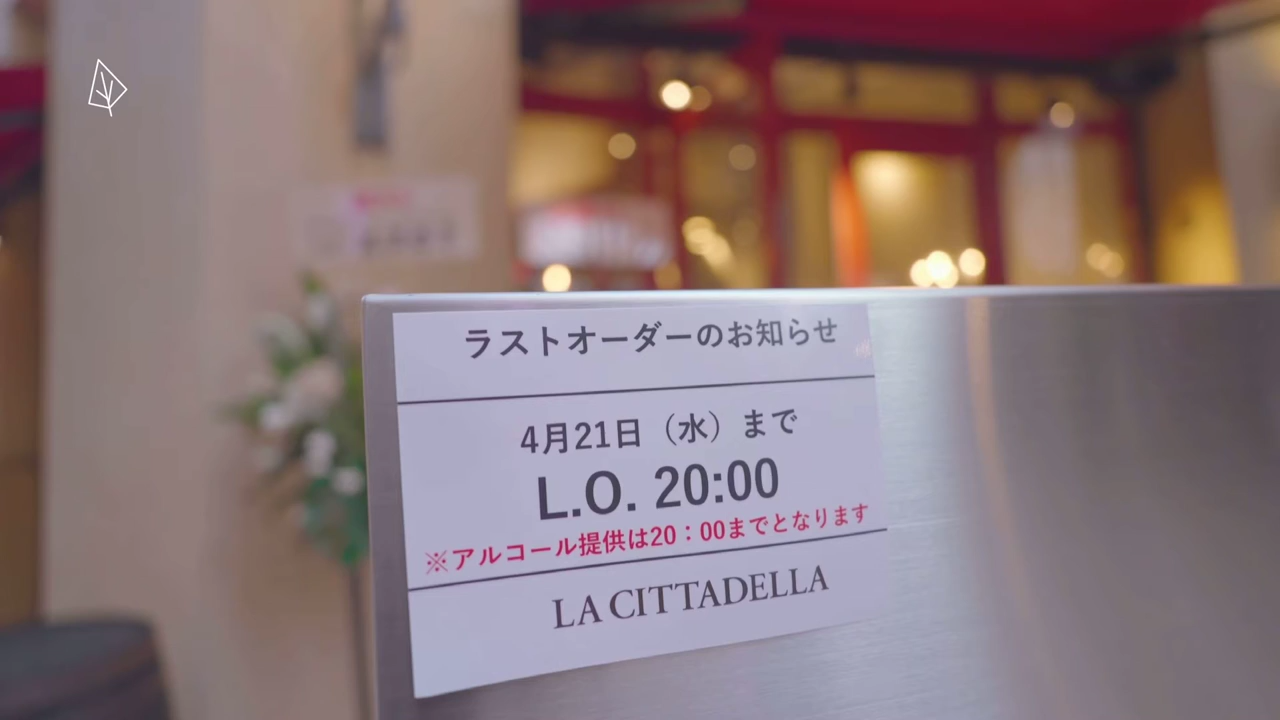 ラストオーダーのお知らせ
4月21日（水）まで
L.O. 20:00
※アルコール提供は20：00までとなります
LA CITTADELLA